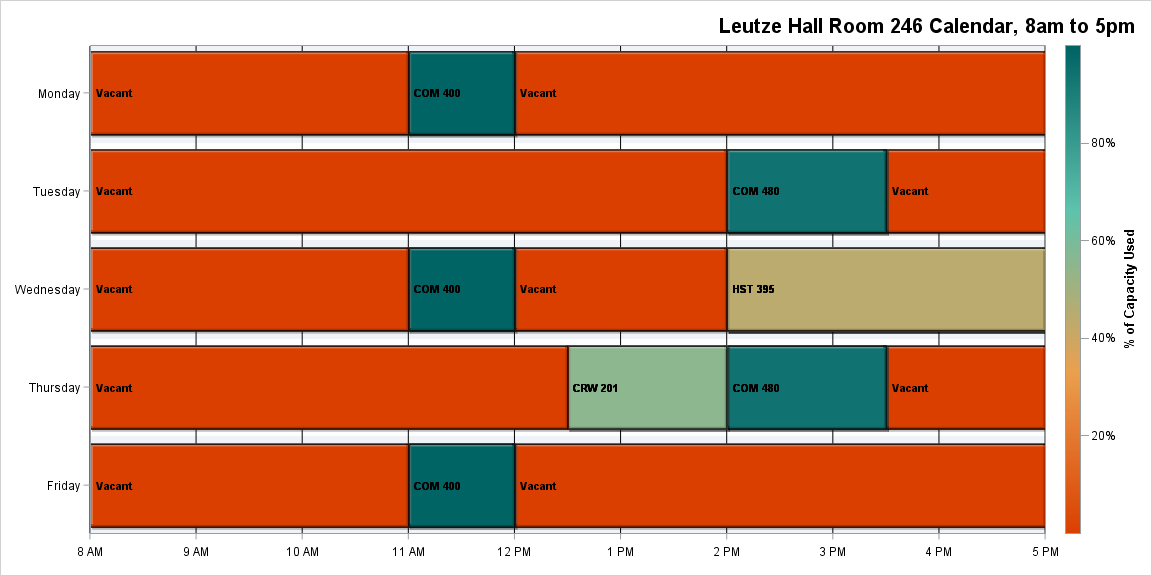 Leutze Hall Room 246 Calendar, 8am to 5pm
Monday
Vacant
COM 400
Vacant
Tuesday
Vacant
COM 480
Vacant
Wednesday
Vacant
COM 400
Vacant
HST 395
Thursday
Vacant
CRW 201
COM 480
Vacant
Friday
Vacant
COM 400
Vacant
8 AM
9 AM
10 AM
11 AM
12 PM
1 PM
2 PM
3 PM
4 PM
5 PM
80%
60%
40%
20%
% of Capacity Used